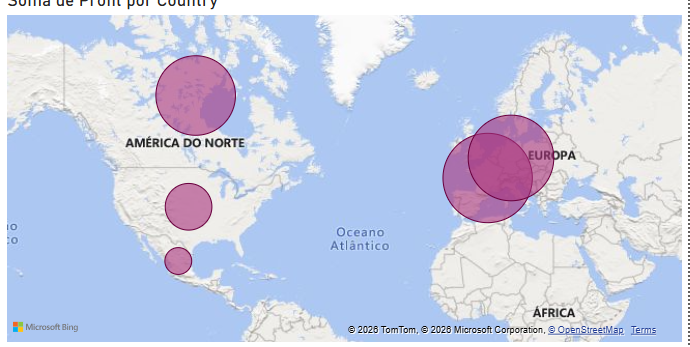 Soma de Profit por Country
AMÉRICA DO NORTE
EUROPA
Oceano
Atlântico
ÁFRICA
Microsoft Bing
© 2026 TomTom, © 2026 Microsoft Corporation, © OpenStreetMap Terms